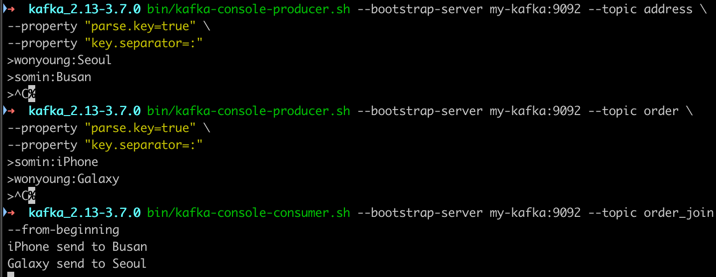 → kafka_2.13-3.7.0 bin/kafka-console-producer.sh --bootstrap-server my-kafka:9092 --topic address \
--property "parse.key=true" \
--property "key.separator=:"
>wonyoung:Seoul
>somin:Busan
>^C%
→ kafka_2.13-3.7.0 bin/kafka-console-producer.sh --bootstrap-server my-kafka:9092 --topic order \
--property "parse.key=true" \
--property "key.separator=:"
>somin:iPhone
>wonyoung:Galaxy
>^C%
→ kafka_2.13-3.7.0 bin/kafka-console-consumer.sh --bootstrap-server my-kafka:9092 --topic order_join
--from-beginning
iPhone send to Busan
Galaxy send to Seoul